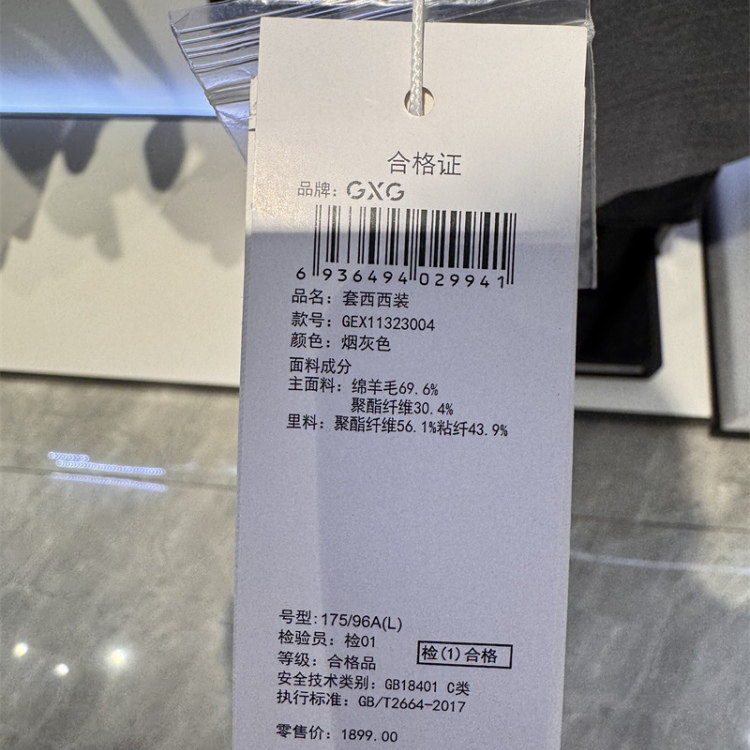 合格证
品牌：GXG
6 936494 029941
品名：套西西装
款号：GEX11323004
颜色：烟灰色
面料成分
主面料：绵羊毛69.6%
聚酯纤维30.4%
里料：聚酯纤维56.1%粘纤43.9%
号型:175/96A(L)
检验员：检01
等级：合格品
检(1)合格
安全技术类别：GB18401 C类
执行标准：GB/T2664-2017
零售价：1899.00